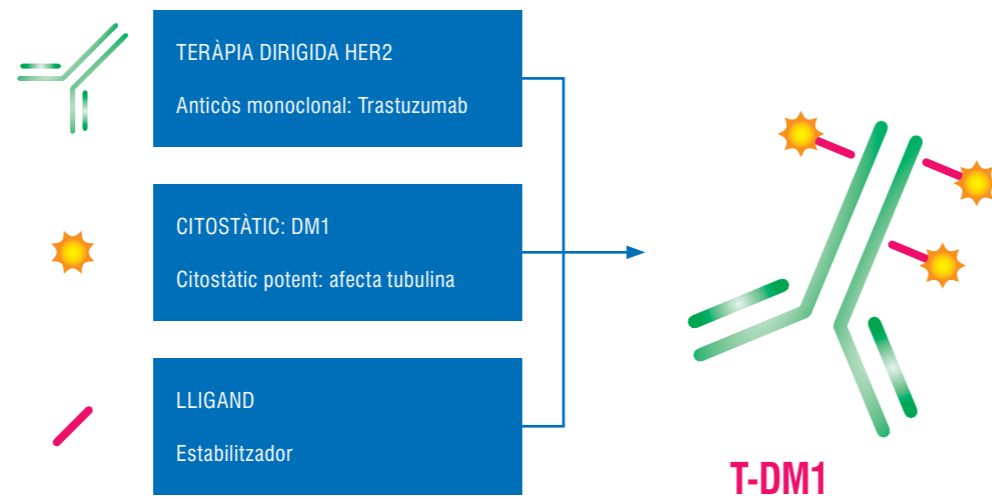 TERÀPIA DIRIGIDA HER2
Anticòs monoclonal: Trastuzumab
CITOSTÀTIC: DM1
Citostàtic potent: afecta tubulina
LLIGAND
Estabilitzador
T-DM1